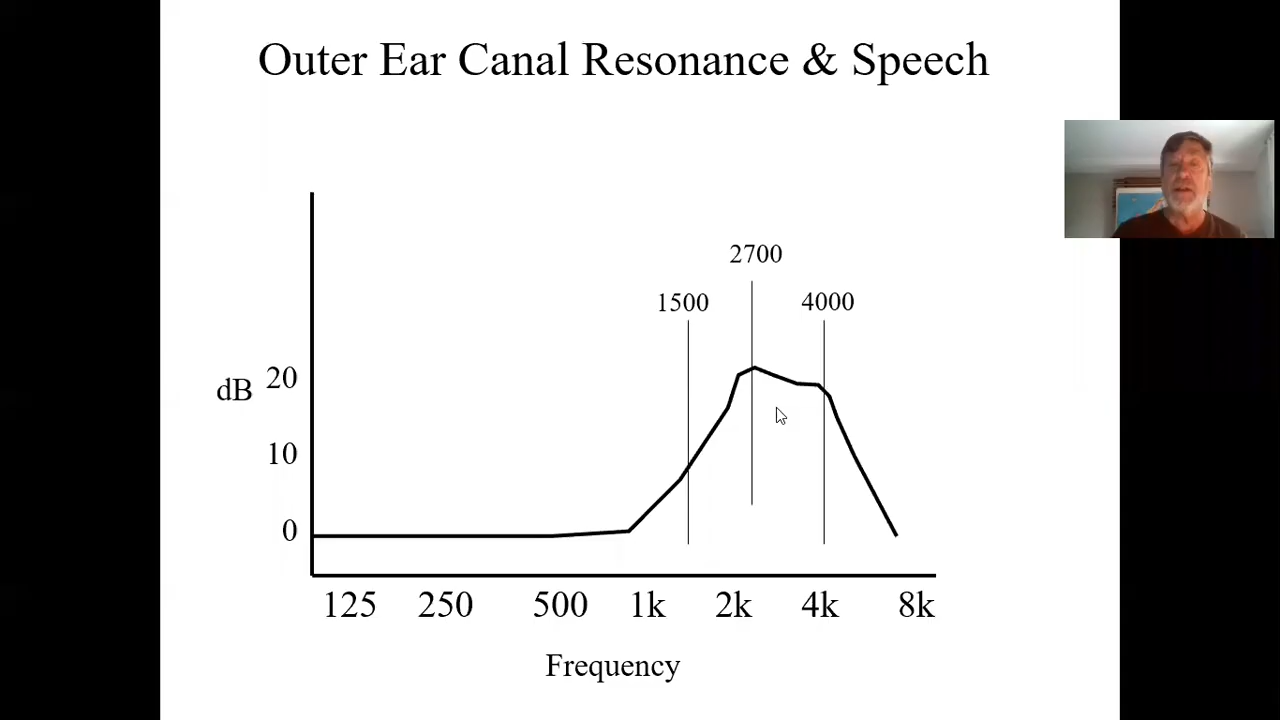 Outer Ear Canal Resonance & Speech
2700
1500 4000
dB 20
10
0
125 250 500 1k 2k 4k 8k
Frequency